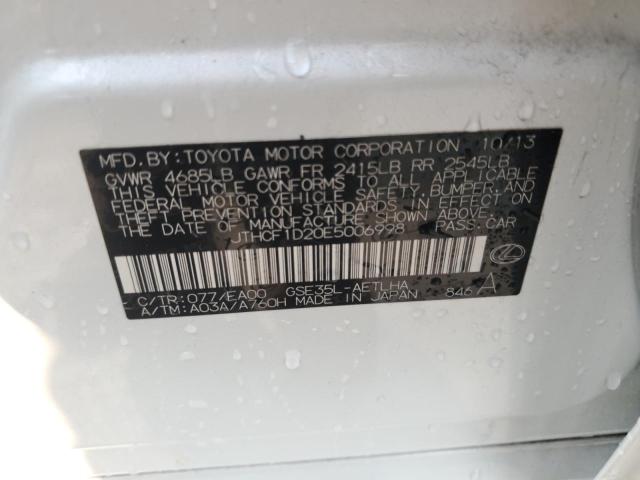 MFD.BY:TOYOTA MOTOR CORPORATION 10/13
GVWR 4685LB GAWR FR 2415LB RR 2545LB
THIS VEHICLE CONFORMS TO ALL APPLICABLE
FEDERAL MOTOR VEHICLE SAFETY, BUMPER, AND
THEFT PREVENTION STANDARDS IN EFFECT ON
THE DATE OF MANUFACTURE SHOWN ABOVE.
JTHCF1D20E5006998 PASS.CAR
C/TR:077/EA00 GSE35L-AETLHA
A/TM:A03A/A760H MADE IN JAPAN 846 A